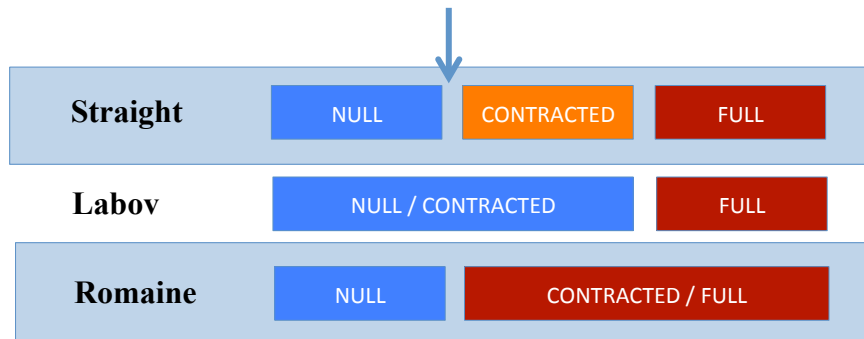 Straight NULL CONTRACTED FULL
Labov NULL / CONTRACTED FULL
Romaine NULL CONTRACTED / FULL